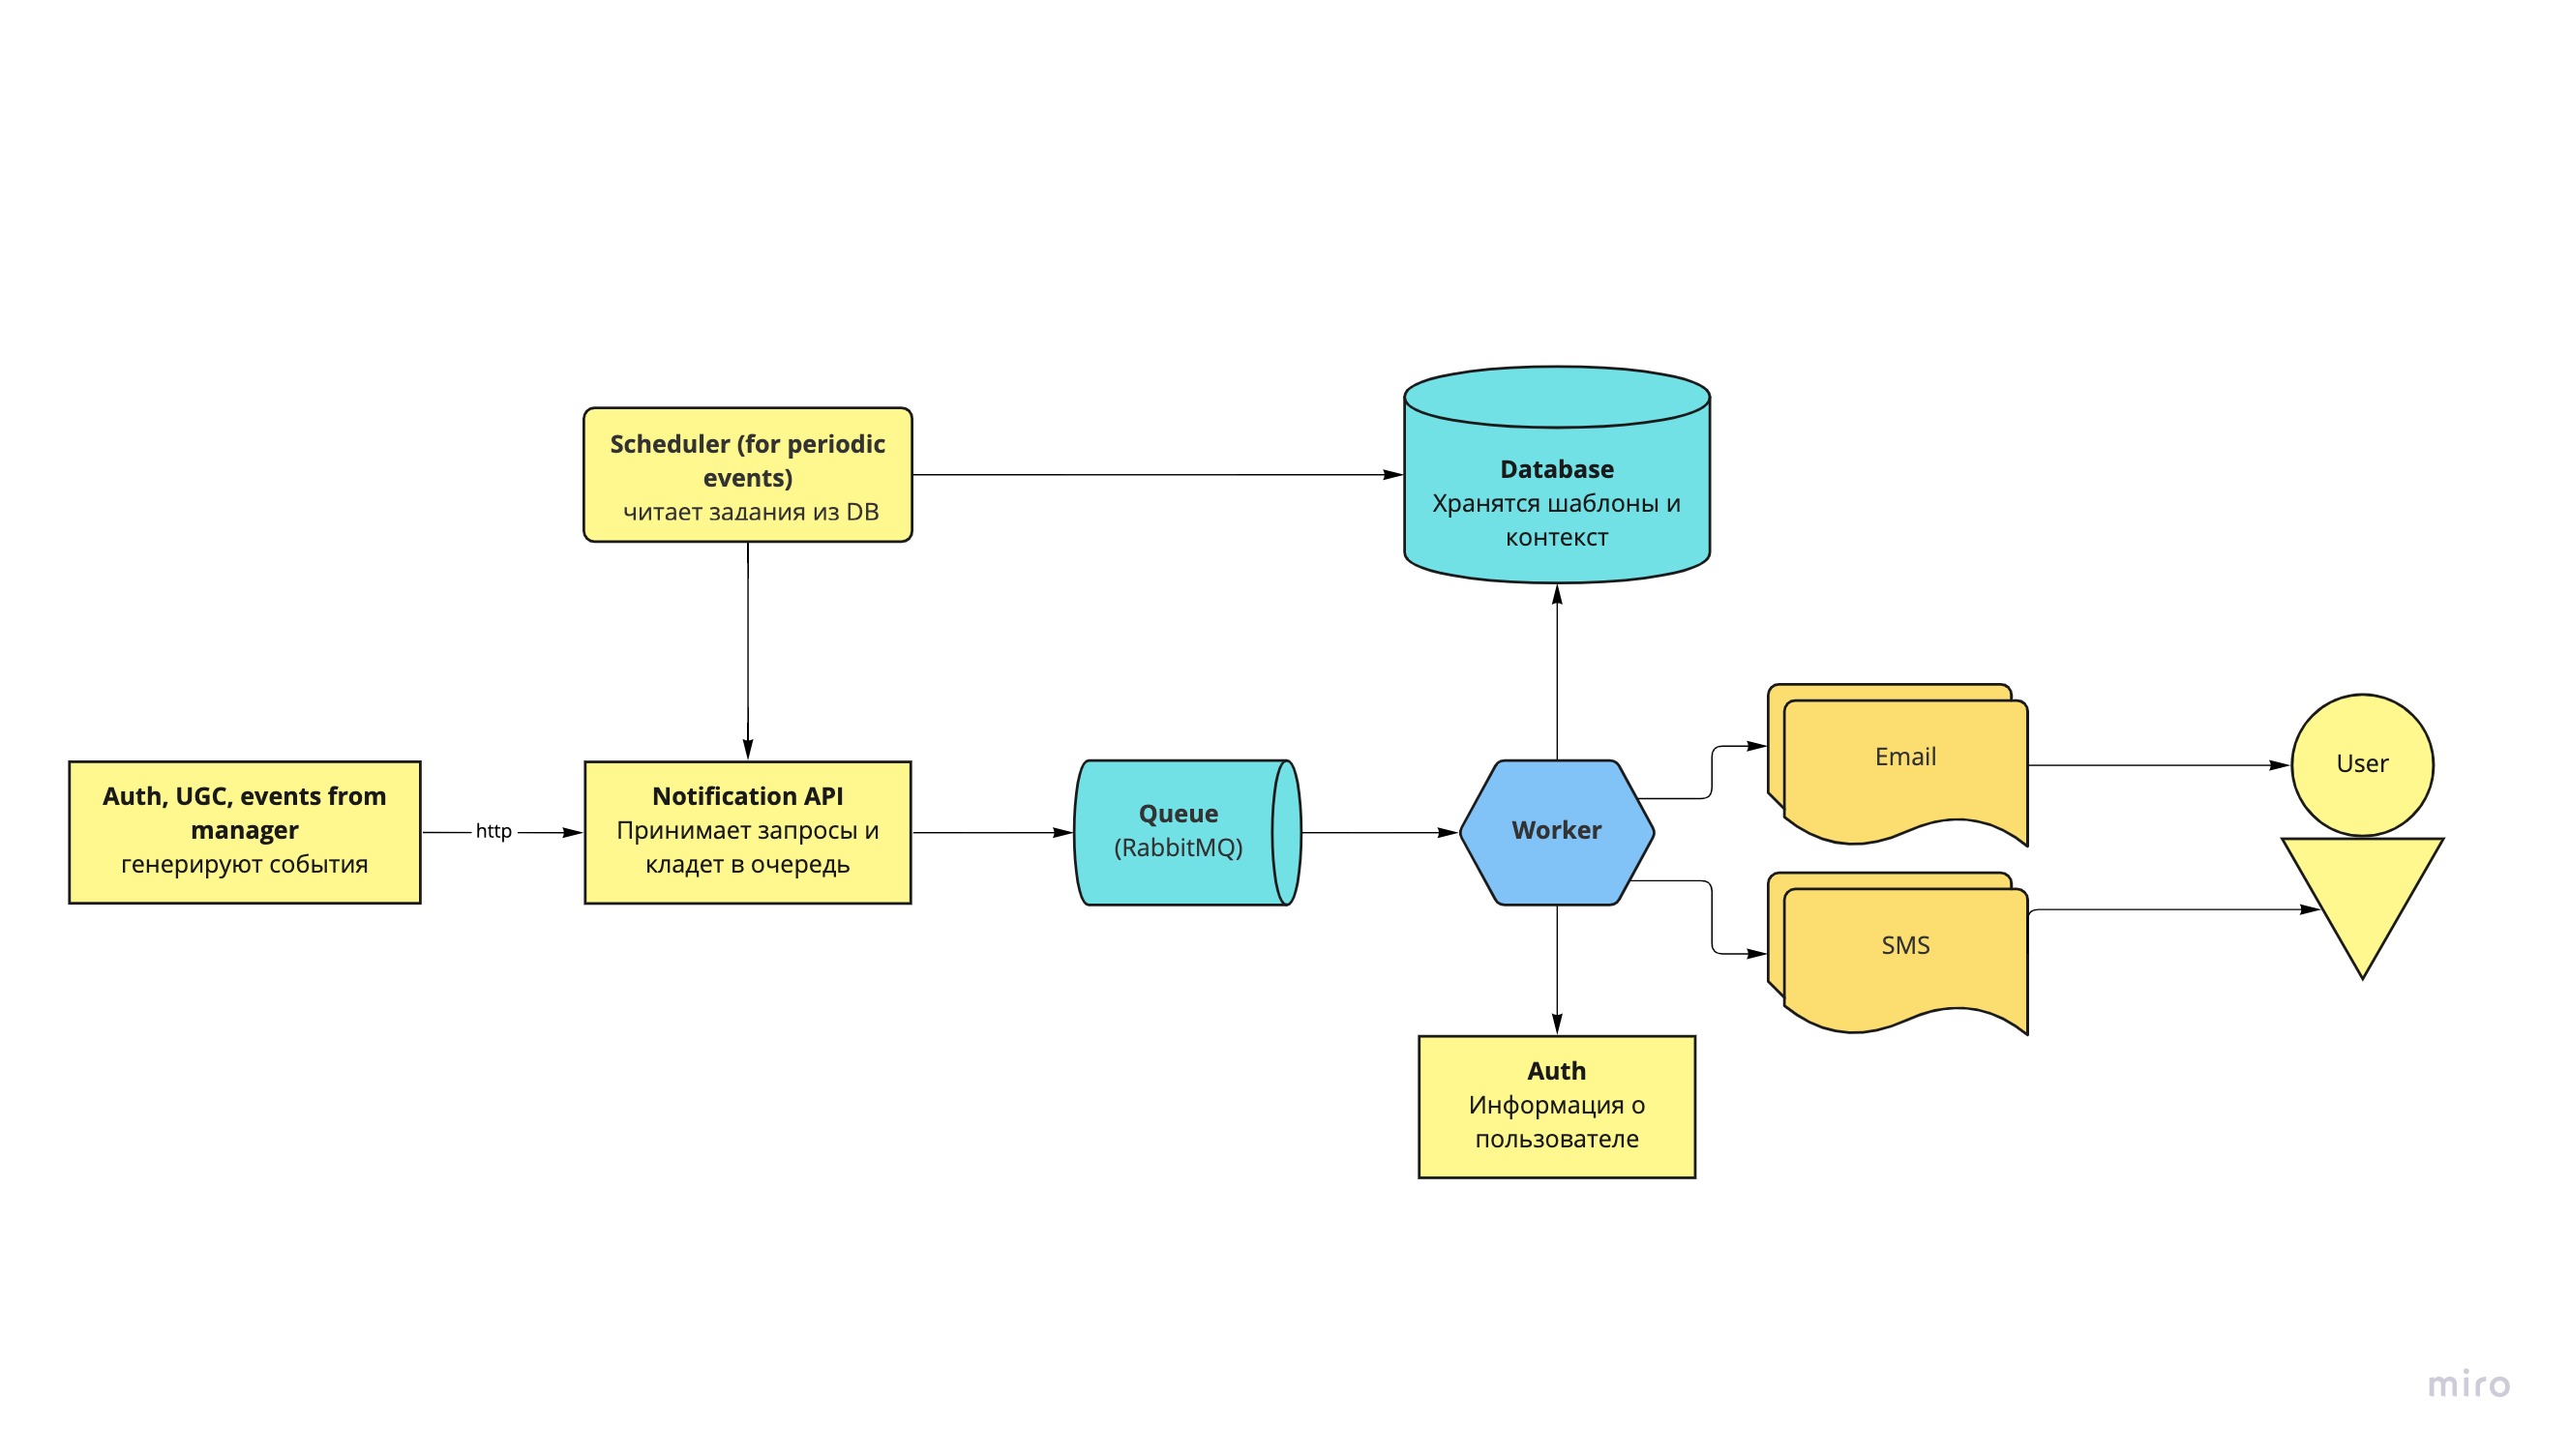 Scheduler (for periodic
events)
читает задания из DB
Database
Хранятся шаблоны и
контекст
Auth, UGC, events from
manager
генерируют события
http
Notification API
Принимает запросы и
кладет в очередь
Queue
(RabbitMQ)
Worker
Email
SMS
User
Auth
Информация о
пользователе
miro